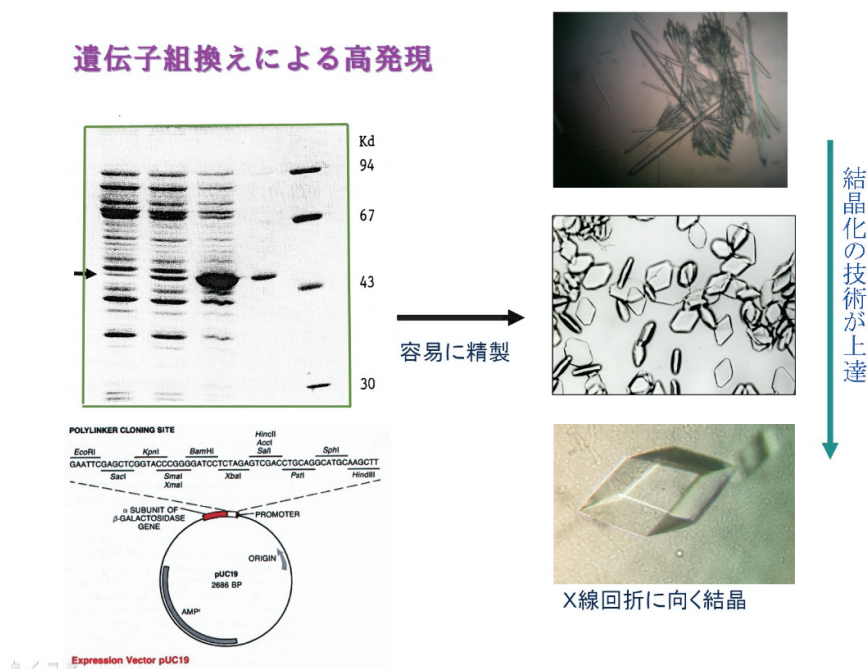 遺伝子組換えによる高発現
Kd
94
67
43
30
容易に精製
結晶化の技術が上達
X線回折に向く結晶
POLYLINKER CLONING SITE
HincII
AccI
EcoRI KpnI BamHI SalI SphI
GAATTCGAGCTCGGTACCCGGGGATCCTCTAGAGTCGACCTGCAGGCATGCAAGCTT
SacI SmaI XbaI PstI HindIII
XmaI
α SUBUNIT OF
β-GALACTOSIDASE
GENE
PROMOTER
ORIGIN
pUC19
2686 BP
AMPr
Expression Vector pUC19